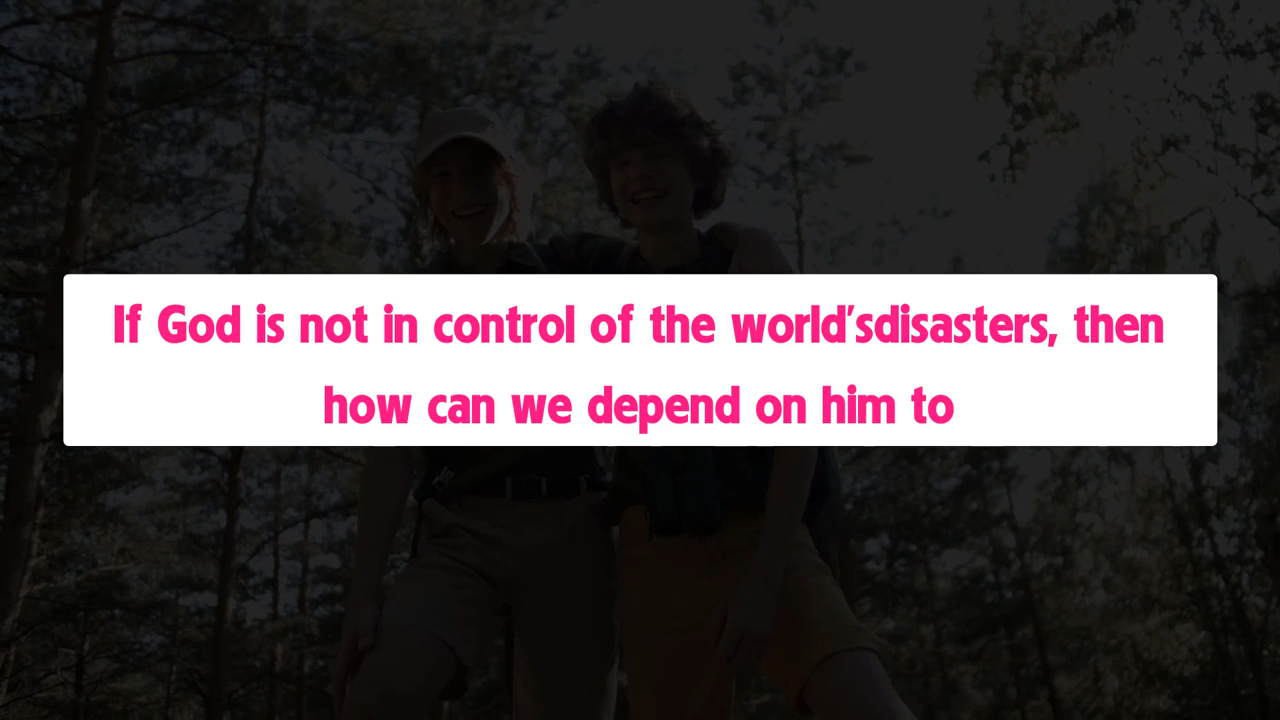 If God is not in control of the world'sdisasters, then
how can we depend on him to